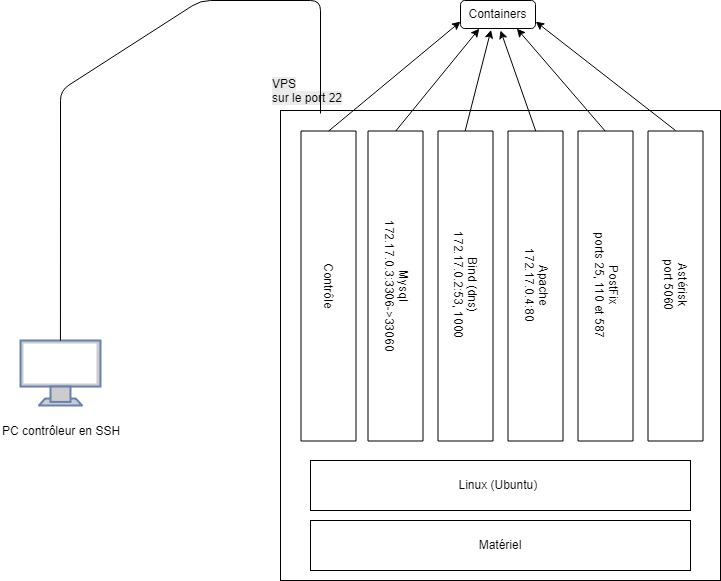 Containers
VPS
sur le port 22
Contrôle
Mysql
172.17.0.3:3306->33060
Bind (dns)
172.17.0.2:53, 1000
Apache
172.17.0.4:80
PostFix
ports 25, 110 et 587
Astérisk
port 5060
PC contrôleur en SSH
Linux (Ubuntu)
Matériel